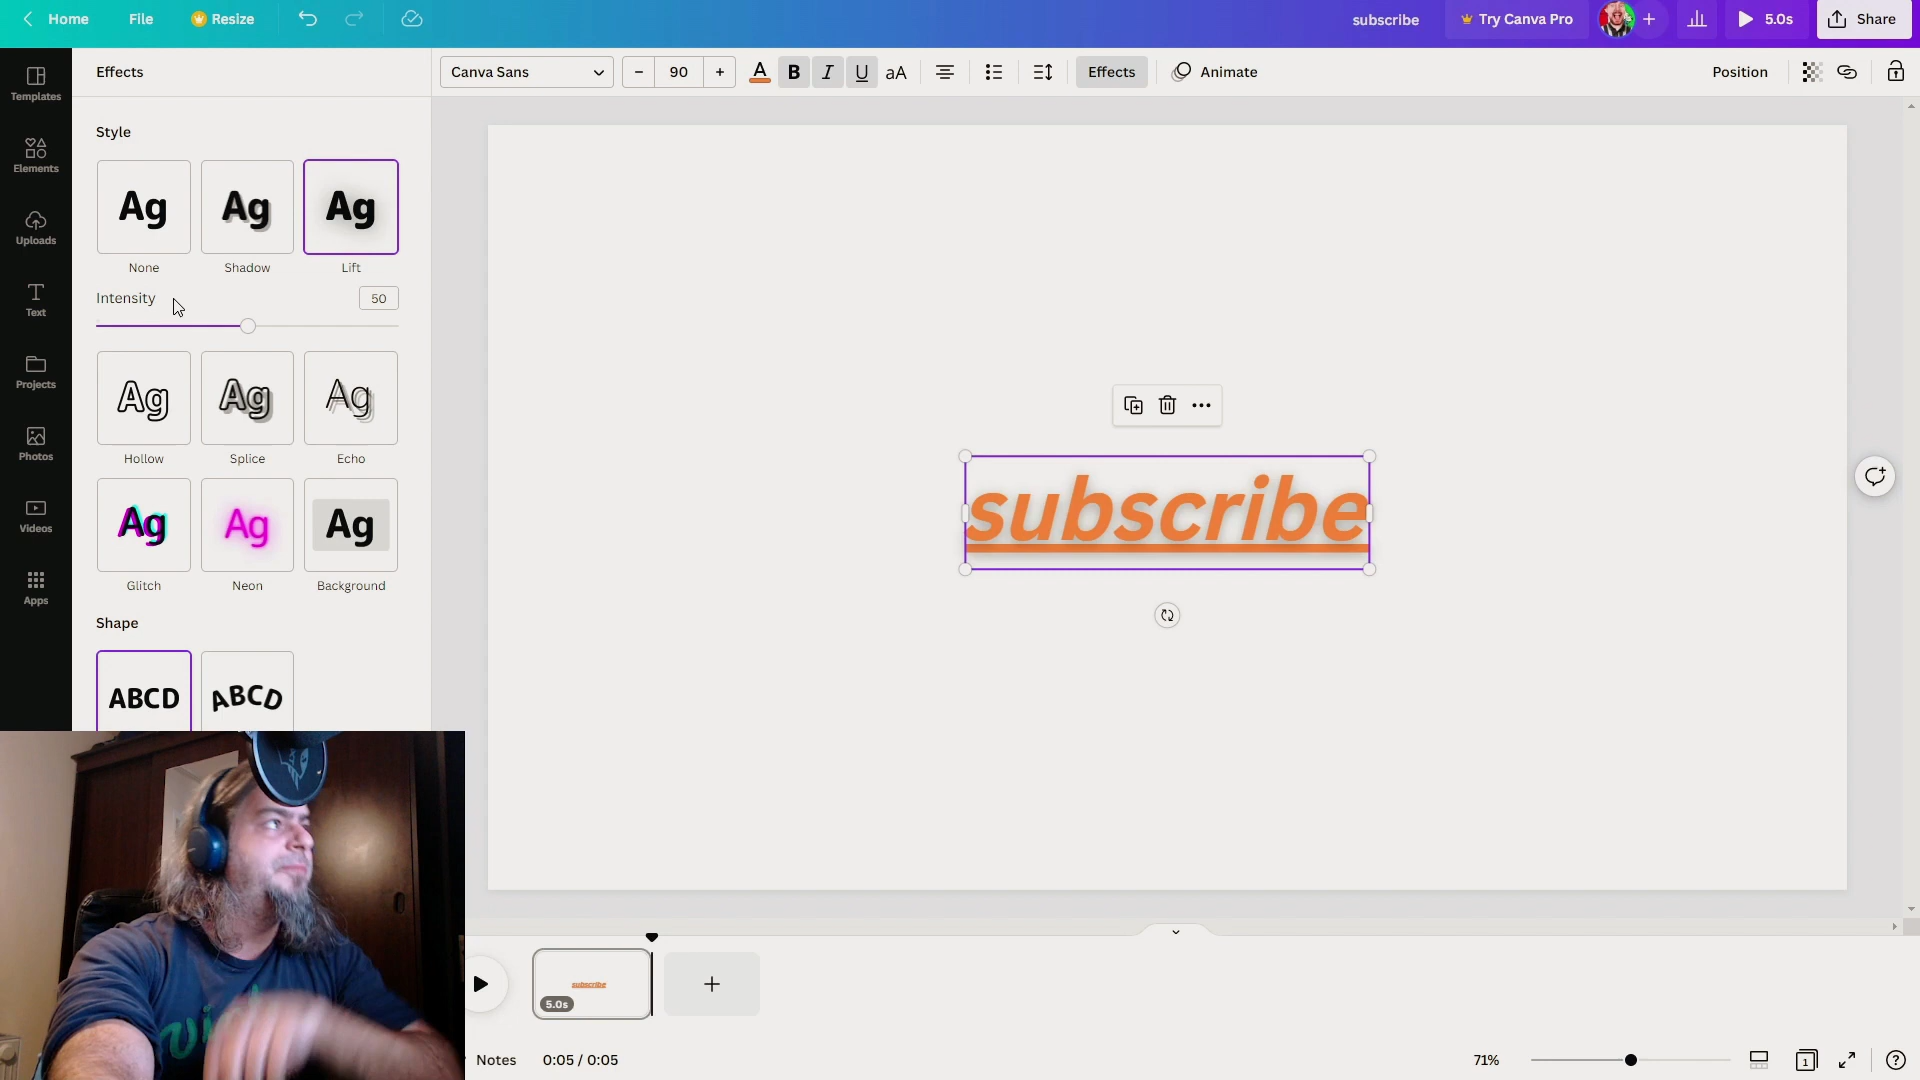 Home File Resize subscribe Try Canva Pro 5.0s Share
Effects Canva Sans 90 A B I U aA Effects Animate Position
Templates
Style
Elements
Ag Ag Ag
Uploads
None Shadow Lift
Intensity 50
Text
Projects
Ag Ag Ag
Photos
Hollow Splice Echo
subscribe
Videos
Ag Ag Ag
Apps
Glitch Neon Background
Shape
ABCD ABCD
subscribe
5.0s
Notes 0:05 / 0:05 71% 1